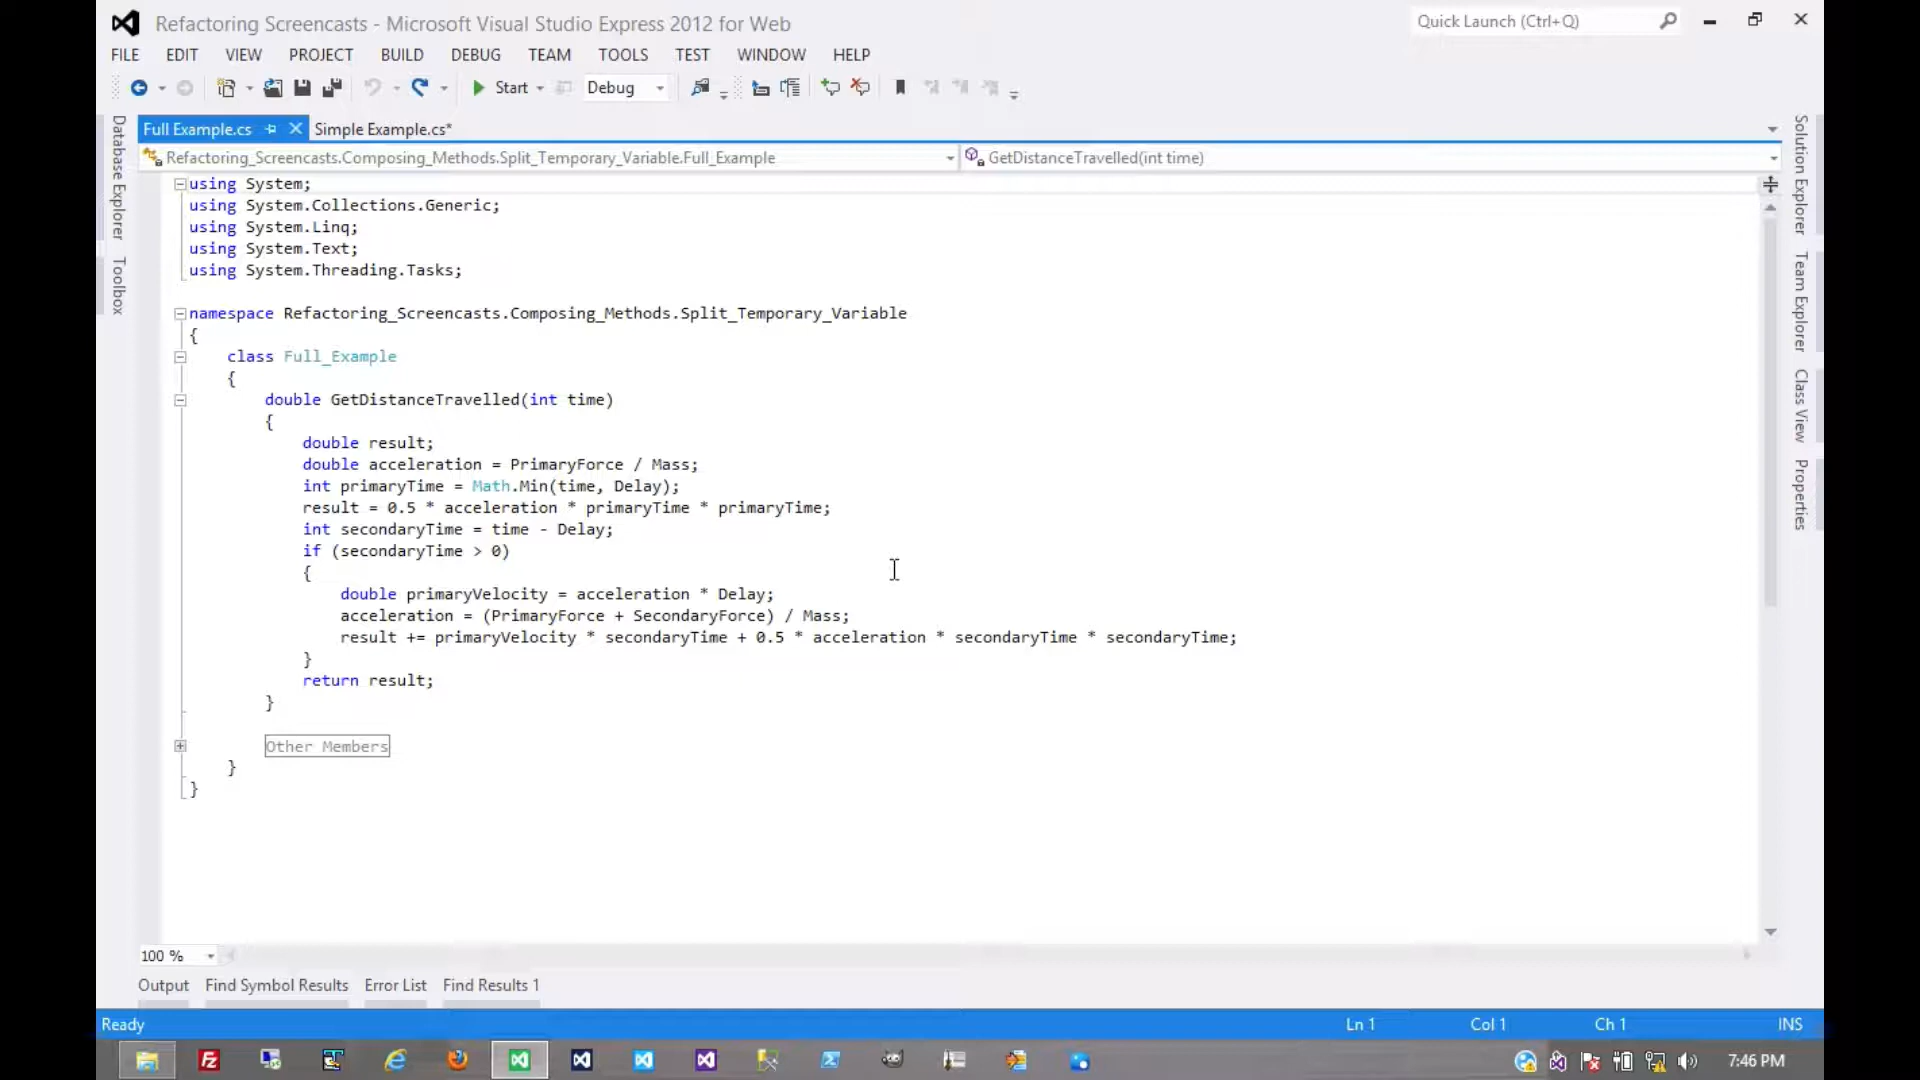 Refactoring Screencasts - Microsoft Visual Studio Express 2012 for Web
Quick Launch (Ctrl+Q)
FILE EDIT VIEW PROJECT BUILD DEBUG TEAM TOOLS TEST WINDOW HELP
Start Debug
Full Example.cs Simple Example.cs*
Refactoring_Screencasts.Composing_Methods.Split_Temporary_Variable.Full_Example GetDistanceTravelled(int time)
Database Explorer
Toolbox
using System;
using System.Collections.Generic;
using System.Linq;
using System.Text;
using System.Threading.Tasks;
namespace Refactoring_Screencasts.Composing_Methods.Split_Temporary_Variable
{
class Full_Example
{
double GetDistanceTravelled(int time)
{
double result;
double acceleration = PrimaryForce / Mass;
int primaryTime = Math.Min(time, Delay);
result = 0.5 * acceleration * primaryTime * primaryTime;
int secondaryTime = time - Delay;
if (secondaryTime > 0)
{
double primaryVelocity = acceleration * Delay;
acceleration = (PrimaryForce + SecondaryForce) / Mass;
result += primaryVelocity * secondaryTime + 0.5 * acceleration * secondaryTime * secondaryTime;
}
return result;
}
Other Members
}
}
Solution Explorer
Team Explorer
Class View
Properties
100 %
Output Find Symbol Results Error List Find Results 1
Ready Ln 1 Col 1 Ch 1 INS
7:46 PM